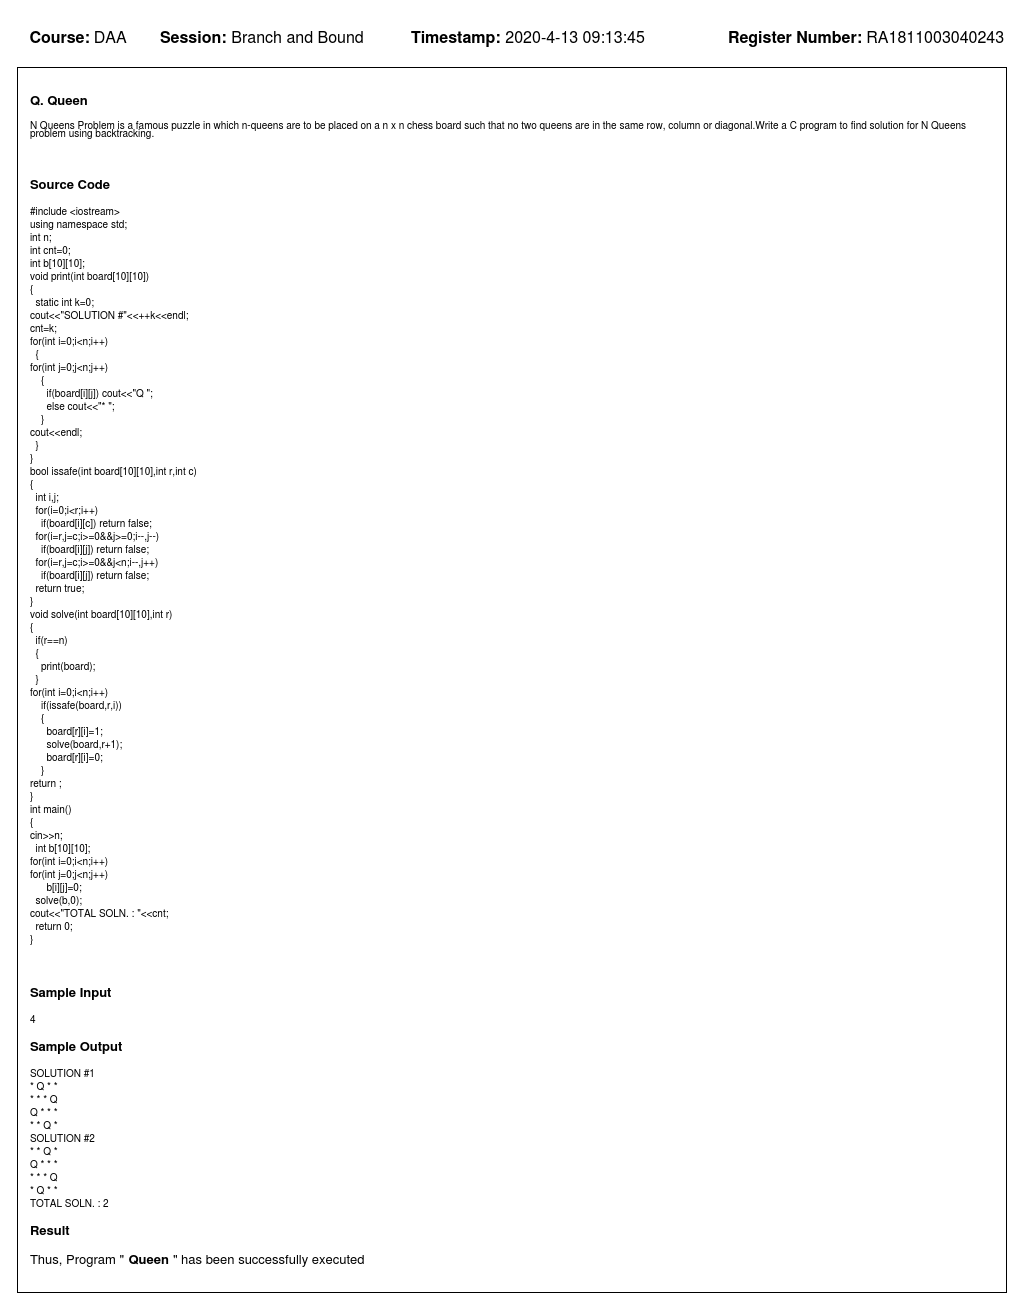 Course: DAA Session: Branch and Bound Timestamp: 2020-4-13 09:13:45 Register Number: RA1811003040243
Q. Queen
N Queens Problem is a famous puzzle in which n-queens are to be placed on a n x n chess board such that no two queens are in the same row, column or diagonal.Write a C program to find solution for N Queens
problem using backtracking.
Source Code
#include <iostream>
using namespace std;
int n;
int cnt=0;
int b[10][10];
void print(int board[10][10])
{
  static int k=0;
cout<<"SOLUTION #"<<++k<<endl;
cnt=k;
for(int i=0;i<n;i++)
  {
for(int j=0;j<n;j++)
    {
      if(board[i][j]) cout<<"Q ";
      else cout<<"* ";
    }
cout<<endl;
  }
}
bool issafe(int board[10][10],int r,int c)
{
  int i,j;
  for(i=0;i<r;i++)
    if(board[i][c]) return false;
  for(i=r,j=c;i>=0&&j>=0;i--,j--)
    if(board[i][j]) return false;
  for(i=r,j=c;i>=0&&j<n;i--,j++)
    if(board[i][j]) return false;
  return true;
}
void solve(int board[10][10],int r)
{
  if(r==n)
  {
    print(board);
  }
for(int i=0;i<n;i++)
    if(issafe(board,r,i))
    {
      board[r][i]=1;
      solve(board,r+1);
      board[r][i]=0;
    }
return ;
}
int main()
{
cin>>n;
  int b[10][10];
for(int i=0;i<n;i++)
for(int j=0;j<n;j++)
      b[i][j]=0;
  solve(b,0);
cout<<"TOTAL SOLN. : "<<cnt;
  return 0;
}
Sample Input
4
Sample Output
SOLUTION #1
* Q * *
* * * Q
Q * * *
* * Q *
SOLUTION #2
* * Q *
Q * * *
* * * Q
* Q * *
TOTAL SOLN. : 2
Result
Thus, Program " Queen " has been successfully executed